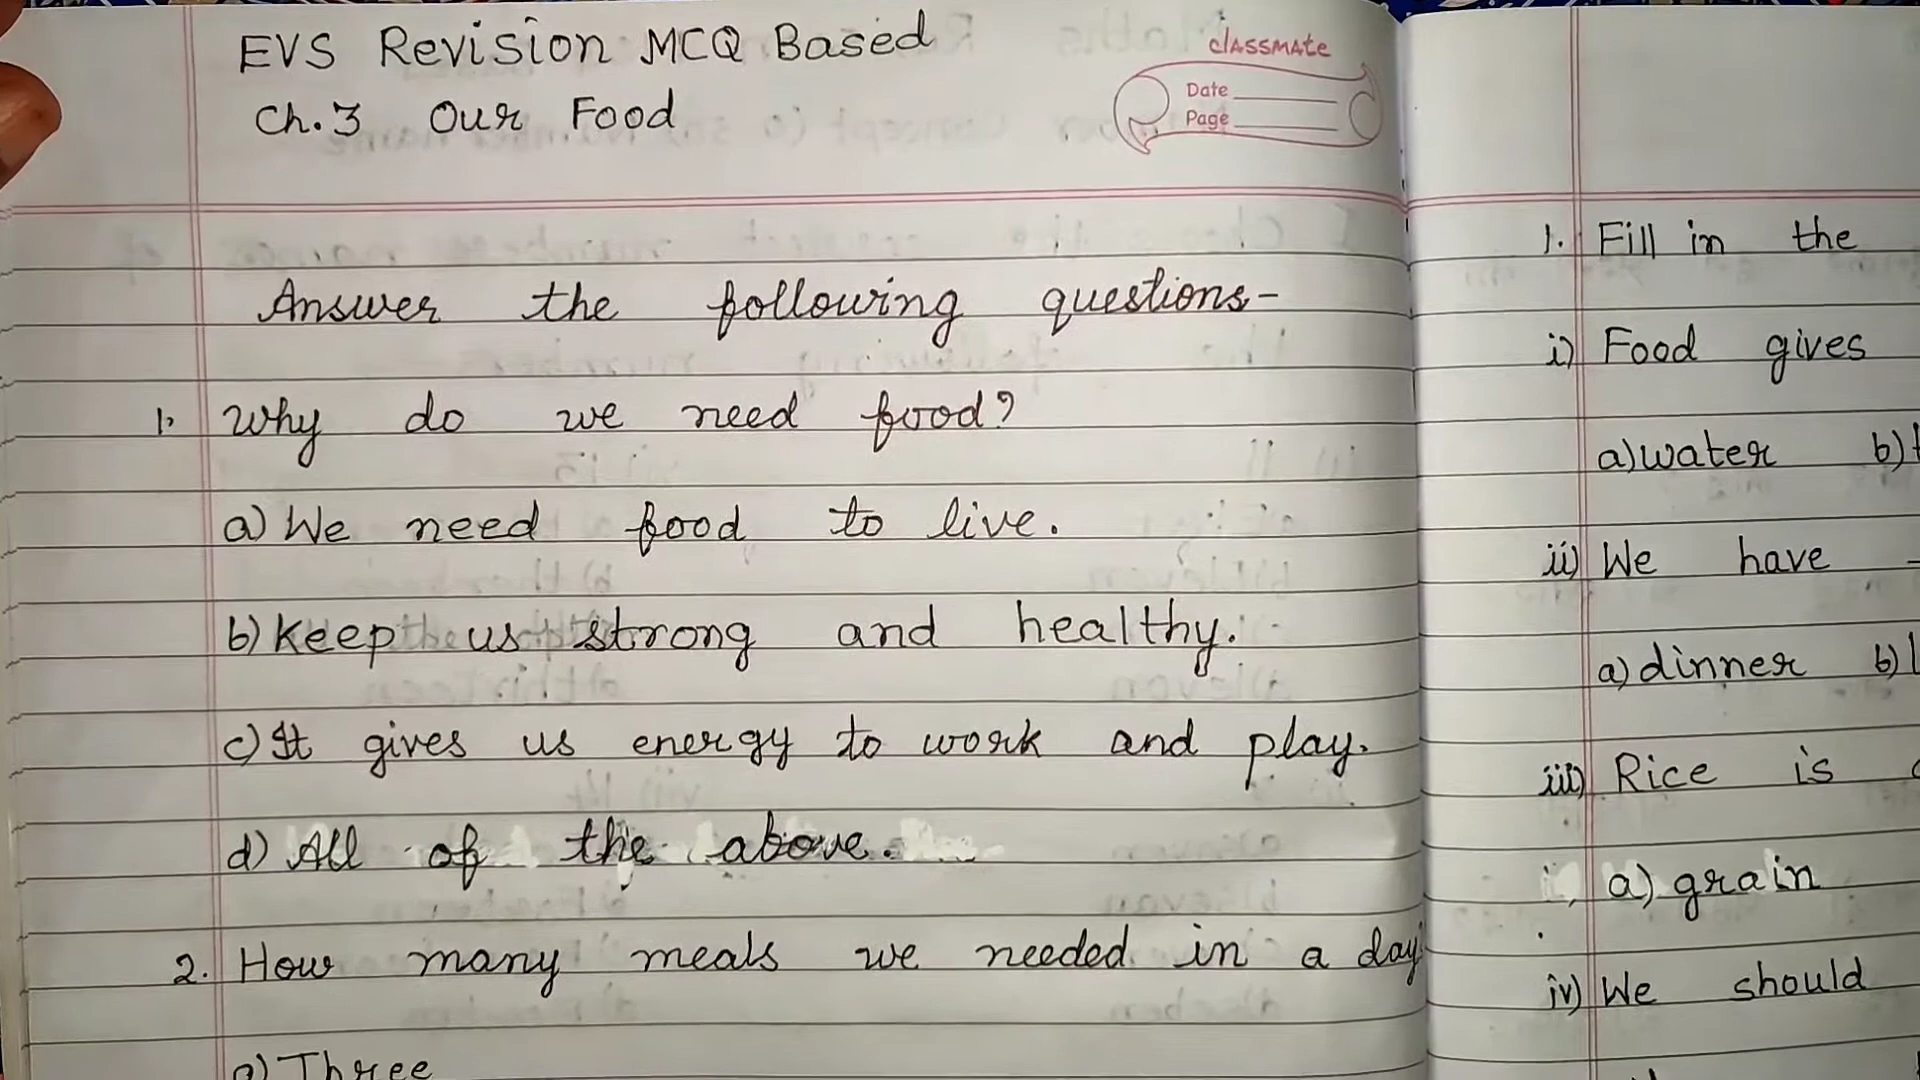 EVS Revision MCQ Based
Ch.3 Our Food
classmate
Date
Page
Answer the following questions-
1. Why do we need food?
a) We need food to live.
b) Keep us strong and healthy.
c) It gives us energy to work and play.
d) All of the above.
2. How many meals we needed in a day
a) Three
1. Fill in the
i) Food gives
a) water b)
ii) We have
a) dinner b)
iii) Rice is
a) grain
iv) We should